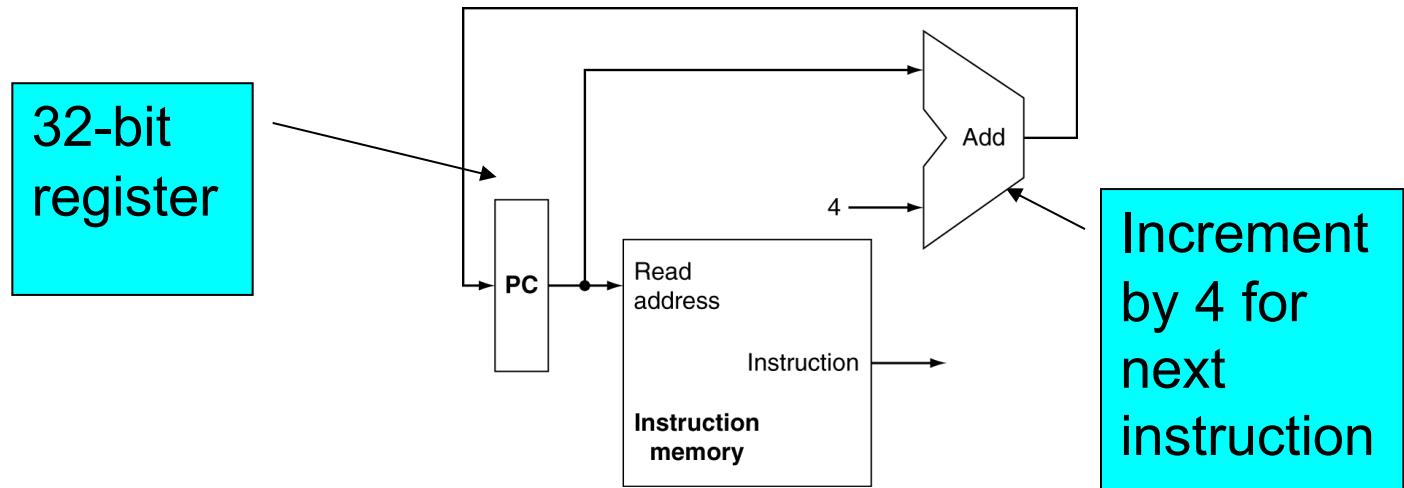 32-bit
register
Add
4
PC
Read
address
Instruction
Instruction
memory
Increment
by 4 for
next
instruction